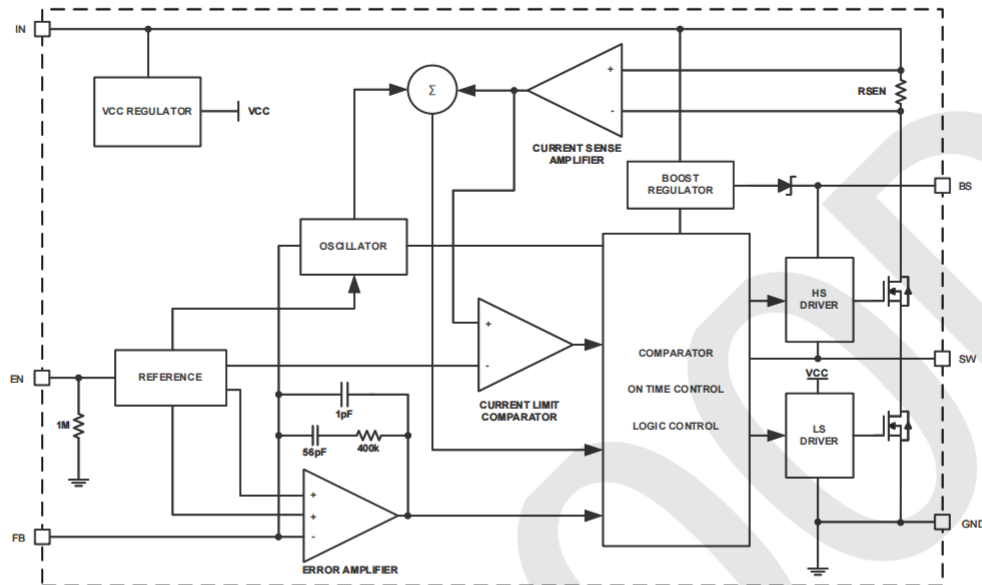 IN
VCC REGULATOR
VCC
Σ
+
-
CURRENT SENSE
AMPLIFIER
RSEN
BOOST
REGULATOR
BS
OSCILLATOR
HS
DRIVER
+
-
CURRENT LIMIT
COMPARATOR
COMPARATOR
ON TIME CONTROL
LOGIC CONTROL
SW
EN
REFERENCE
1M
1pF
56pF
400k
VCC
LS
DRIVER
+
+
-
ERROR AMPLIFIER
FB
GND